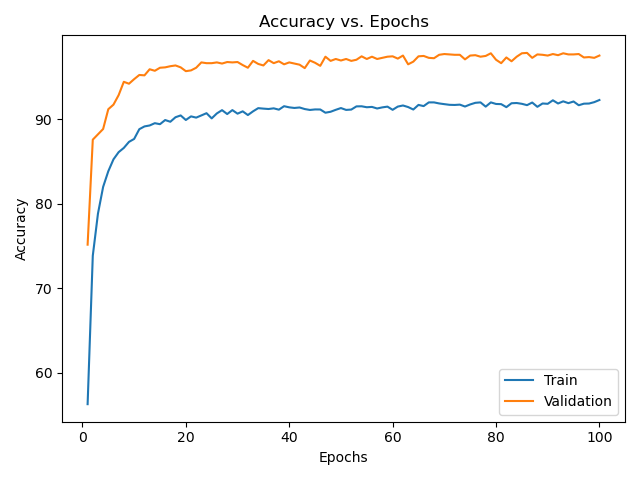 Accuracy vs. Epochs
Accuracy
90
80
70
60
Train
Validation
0 20 40 60 80 100
Epochs